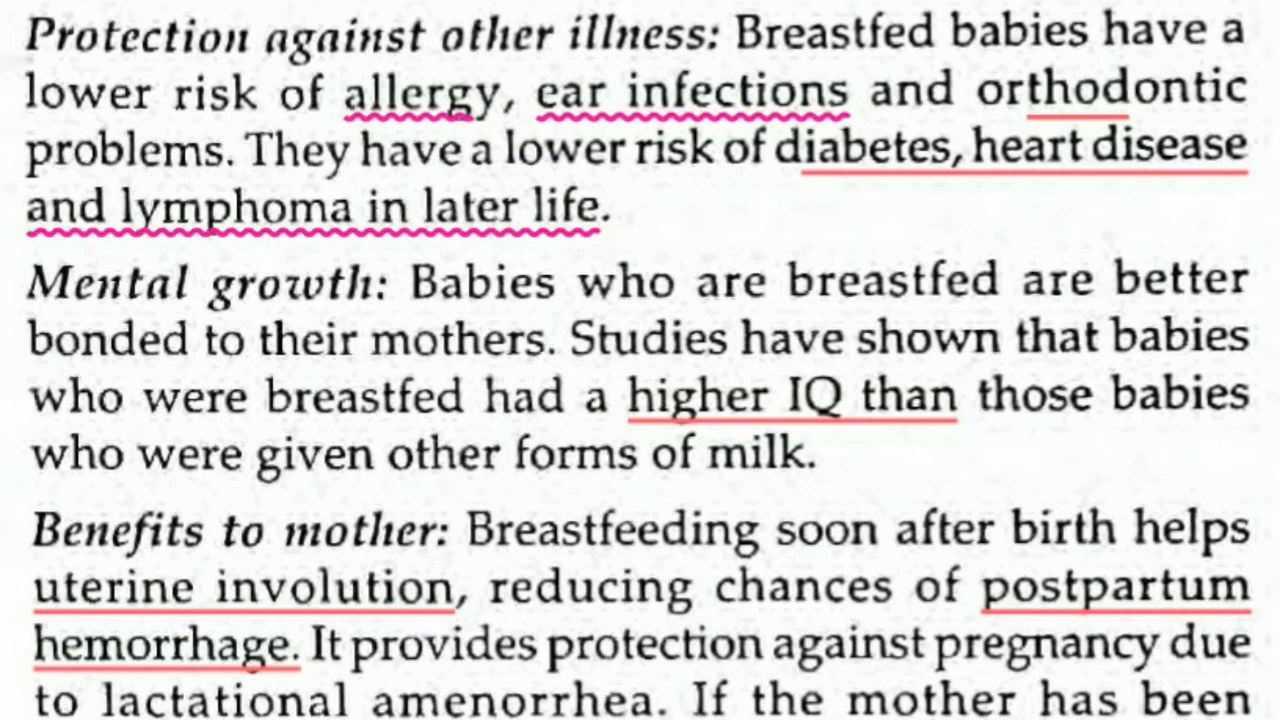 Protection against other illness: Breastfed babies have a
lower risk of allergy, ear infections and orthodontic
problems. They have a lower risk of diabetes, heart disease
and lymphoma in later life.
Mental growth: Babies who are breastfed are better
bonded to their mothers. Studies have shown that babies
who were breastfed had a higher IQ than those babies
who were given other forms of milk.
Benefits to mother: Breastfeeding soon after birth helps
uterine involution, reducing chances of postpartum
hemorrhage. It provides protection against pregnancy due
to lactational amenorrhea. If the mother has been